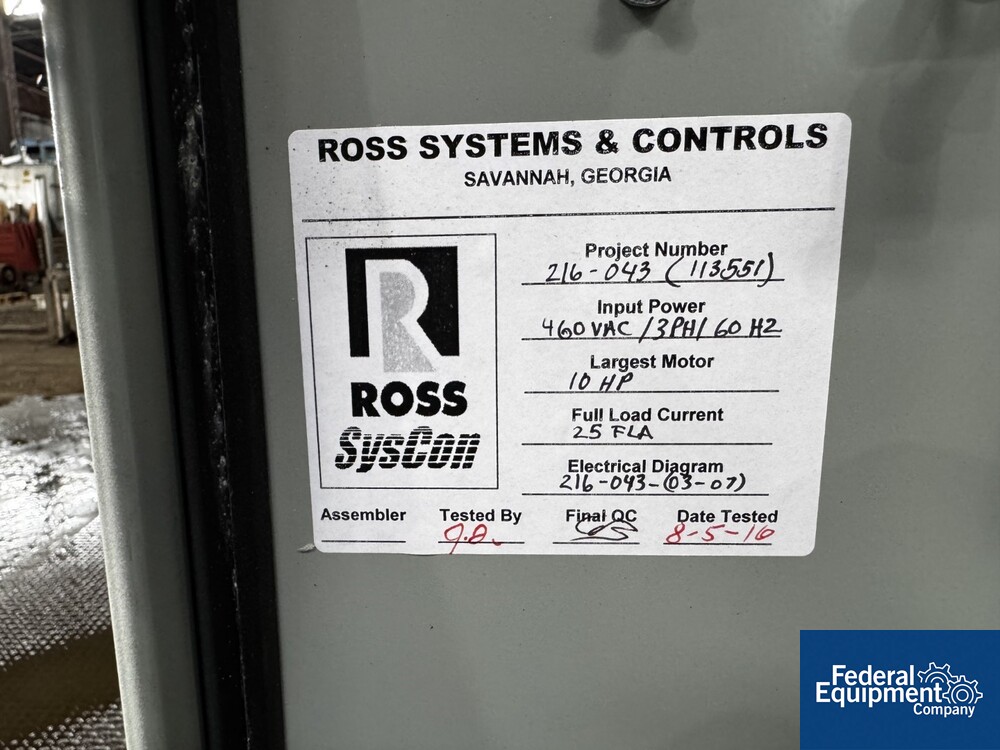 ROSS SYSTEMS & CONTROLS
SAVANNAH, GEORGIA
R
ROSS
SysCon
Project Number
216-043 (113551)
Input Power
460 VAC / 3PH / 60 HZ
Largest Motor
10 HP
Full Load Current
25 FLA
Electrical Diagram
216-043-(03-07)
Assembler Tested By Final QC Date Tested
J.D. 8-5-16
Federal
Equipment
Company